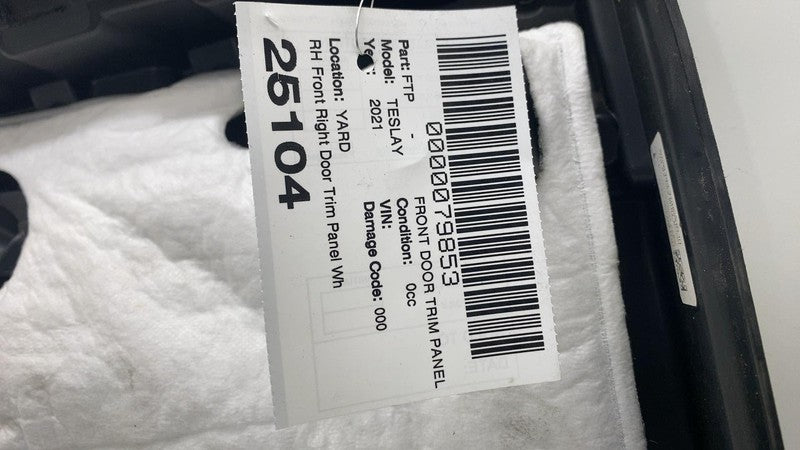 0000079853
Part: FTP - FRONT DOOR TRIM PANEL
Model: TESLAY Condition: 0cc
Year: 2021 VIN:
Damage Code: 000
Location: YARD
RH Front Right Door Trim Panel Wh
25104